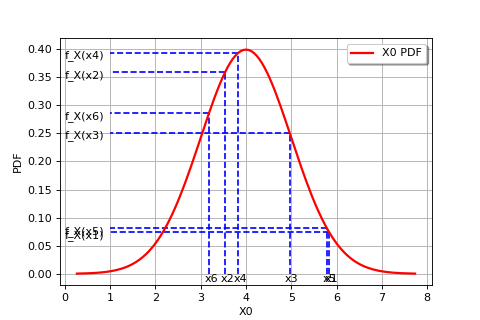 X0 PDF
0.40
0.35
0.30
0.25
0.20
0.15
0.10
0.05
0.00
f_X(x4)
f_X(x2)
f_X(x6)
f_X(x3)
f_X(x5)
f_X(x1)
x6 x2 x4 x3 x5 x1
0 1 2 3 4 5 6 7 8
PDF
X0